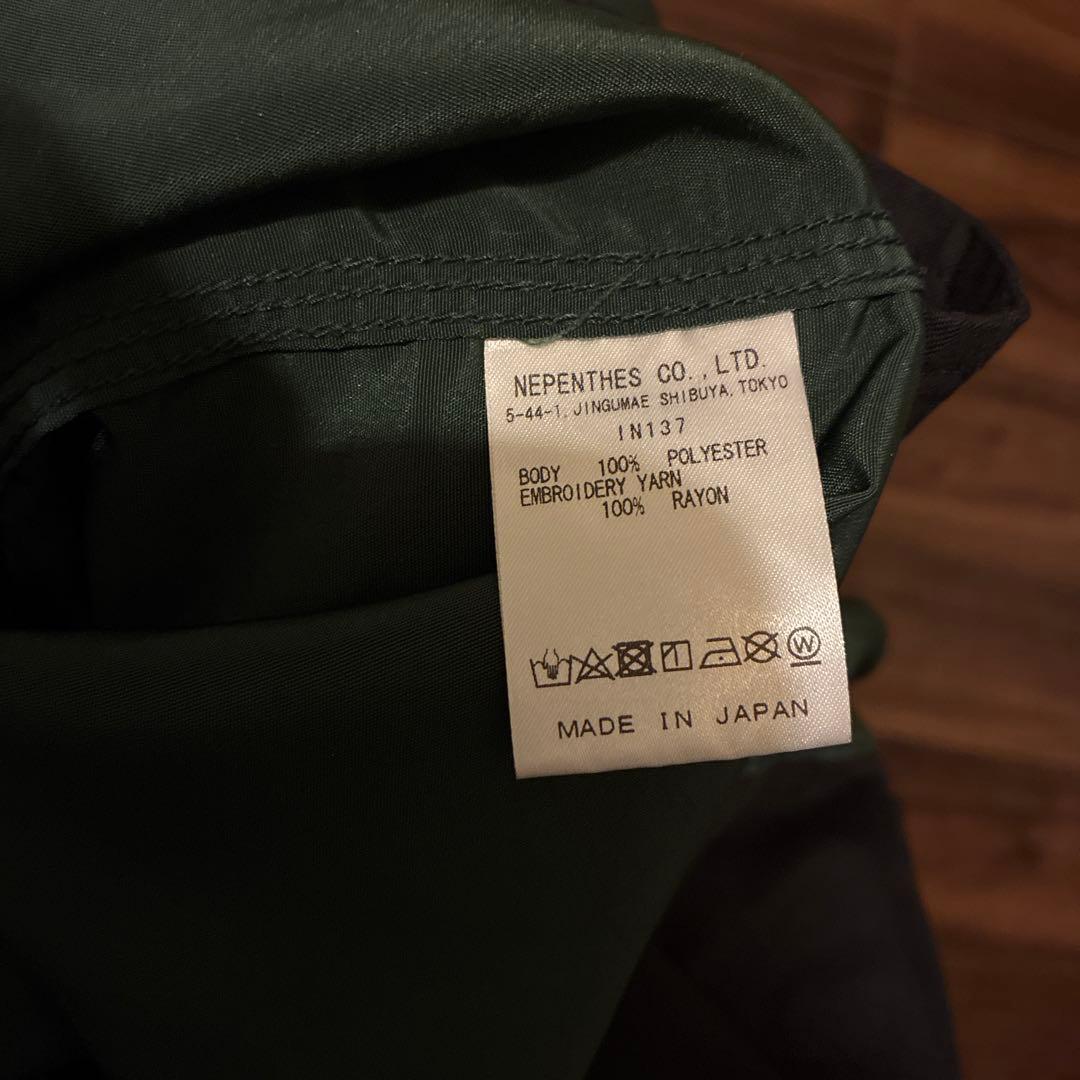 NEPENTHES CO.,LTD.
5-44-1, JINGUMAE SHIBUYA, TOKYO
IN137
BODY 100% POLYESTER
EMBROIDERY YARN
100% RAYON
W
MADE IN JAPAN